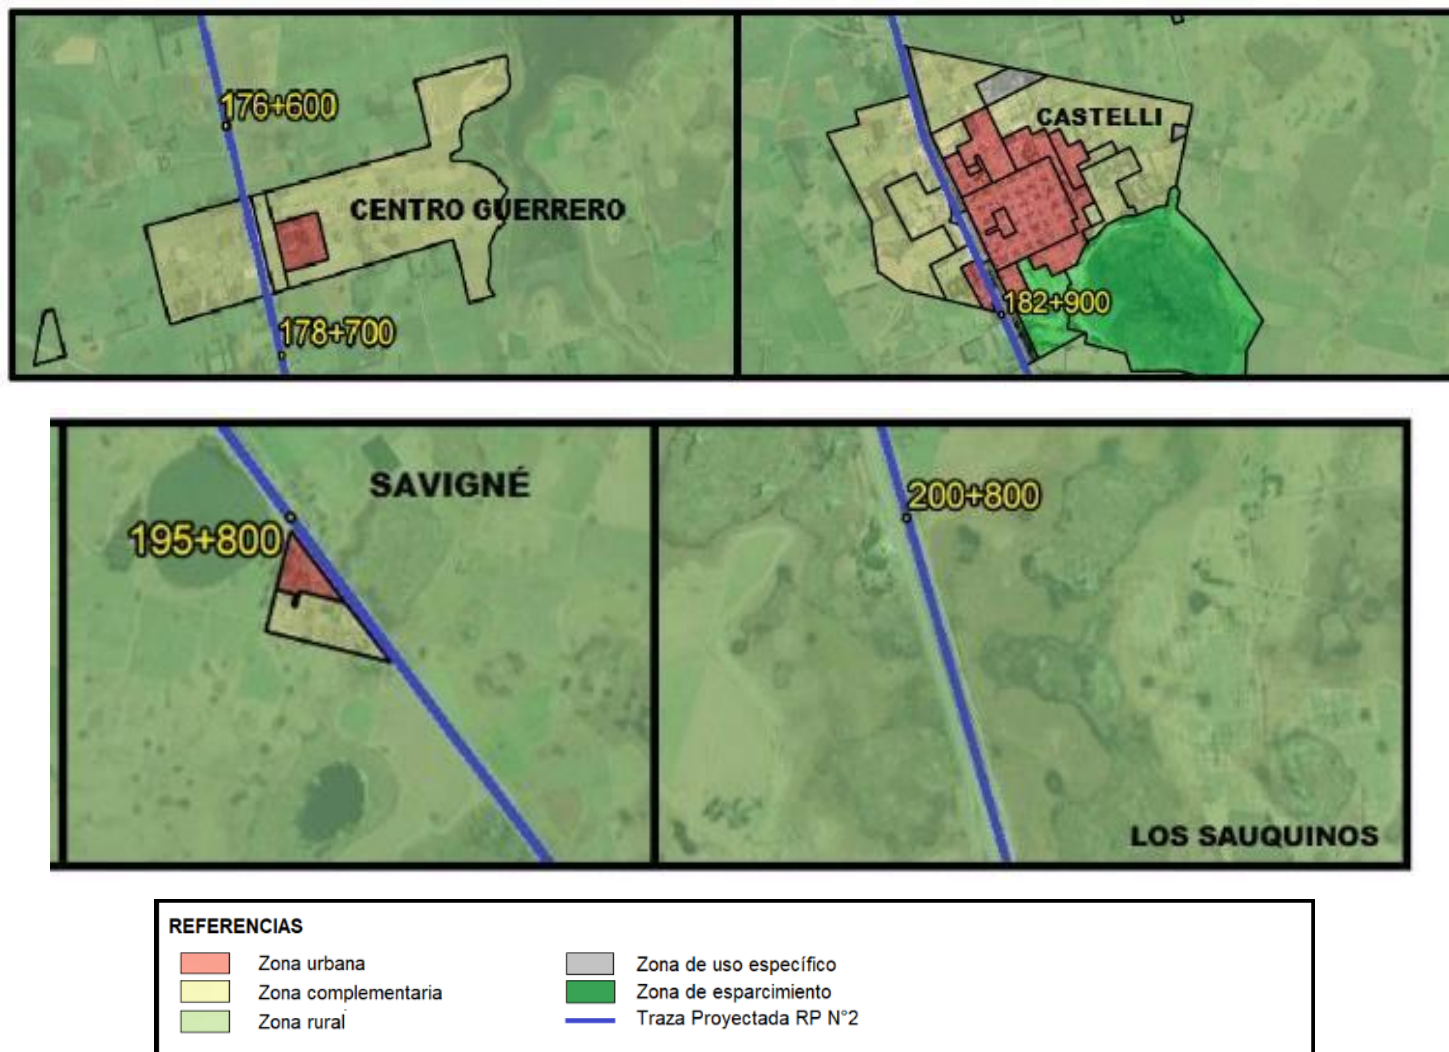 176+600
CENTRO GUERRERO
178+700
CASTELLI
182+900
SAVIGNÉ
195+800
200+800
LOS SAUQUINOS
REFERENCIAS
Zona urbana
Zona complementaria
Zona rural
Zona de uso específico
Zona de esparcimiento
Traza Proyectada RP N°2